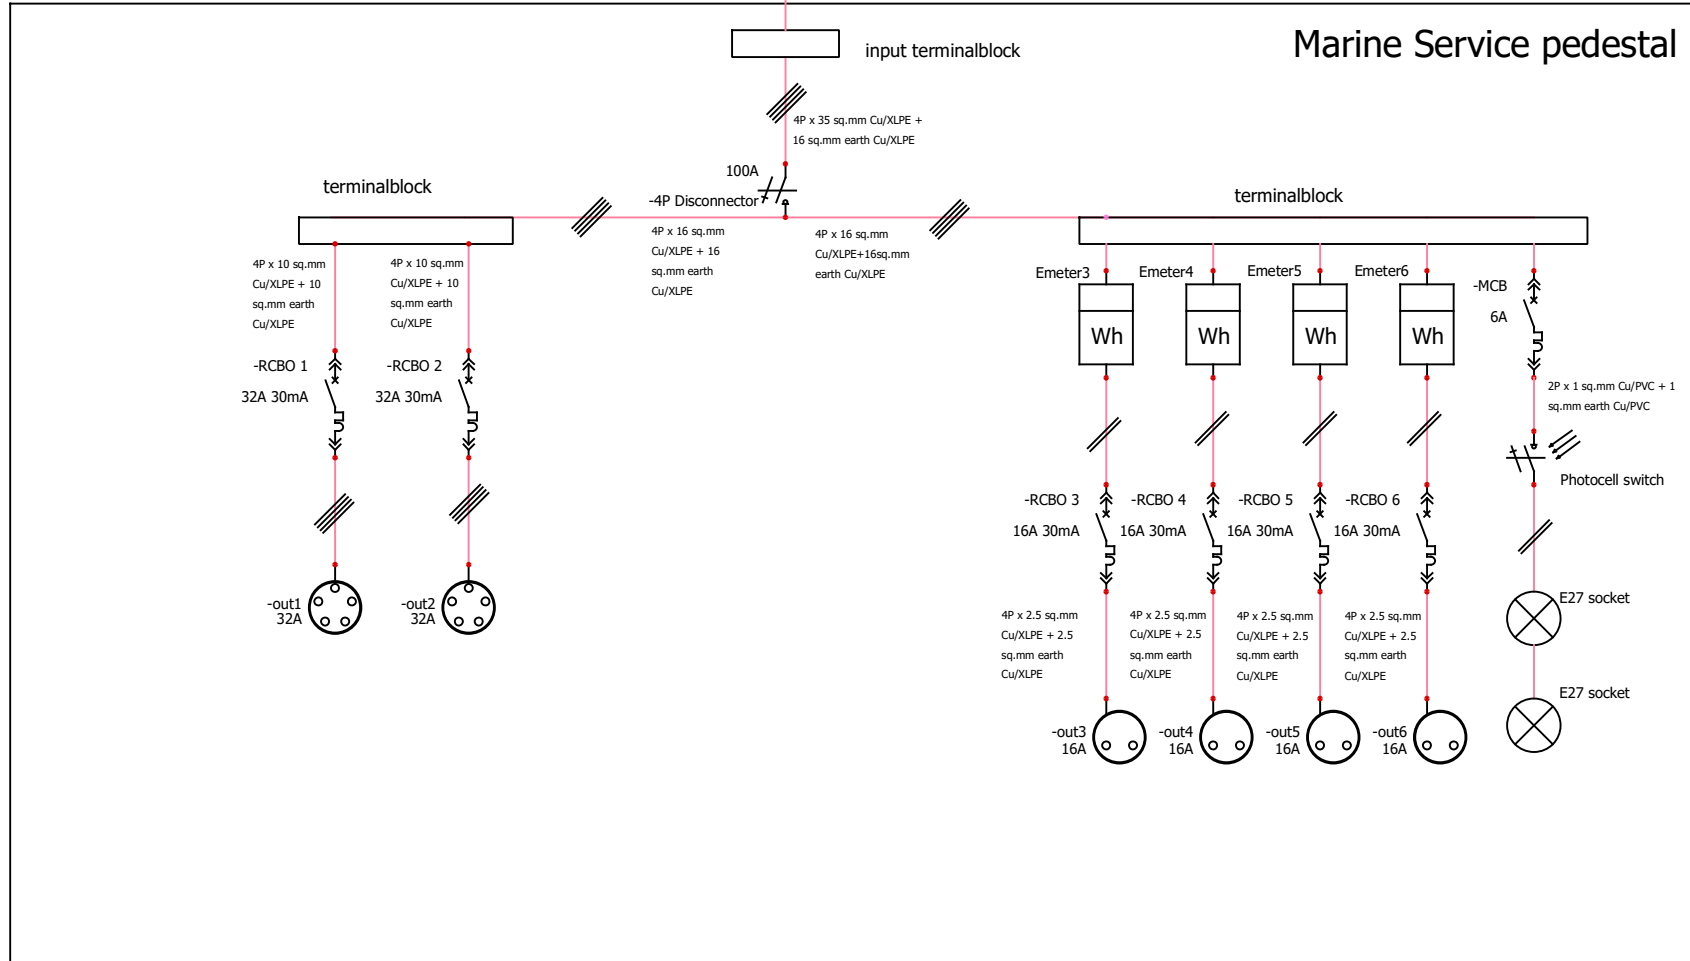 Marine Service pedestal
input terminalblock
4P x 35 sq.mm Cu/XLPE +
16 sq.mm earth Cu/XLPE
100A
-4P Disconnector
terminalblock
terminalblock
4P x 16 sq.mm
Cu/XLPE + 16
sq.mm earth
Cu/XLPE
4P x 16 sq.mm
Cu/XLPE+16sq.mm
earth Cu/XLPE
4P x 10 sq.mm
Cu/XLPE + 10
sq.mm earth
Cu/XLPE
4P x 10 sq.mm
Cu/XLPE + 10
sq.mm earth
Cu/XLPE
-RCBO 1
32A 30mA
-RCBO 2
32A 30mA
-out1
32A
-out2
32A
Emeter3
Wh
Emeter4
Wh
Emeter5
Wh
Emeter6
Wh
-MCB
6A
2P x 1 sq.mm Cu/PVC + 1
sq.mm earth Cu/PVC
Photocell switch
-RCBO 3
16A 30mA
-RCBO 4
16A 30mA
-RCBO 5
16A 30mA
-RCBO 6
16A 30mA
4P x 2.5 sq.mm
Cu/XLPE + 2.5
sq.mm earth
Cu/XLPE
4P x 2.5 sq.mm
Cu/XLPE + 2.5
sq.mm earth
Cu/XLPE
4P x 2.5 sq.mm
Cu/XLPE + 2.5
sq.mm earth
Cu/XLPE
4P x 2.5 sq.mm
Cu/XLPE + 2.5
sq.mm earth
Cu/XLPE
-out3
16A
-out4
16A
-out5
16A
-out6
16A
E27 socket
E27 socket